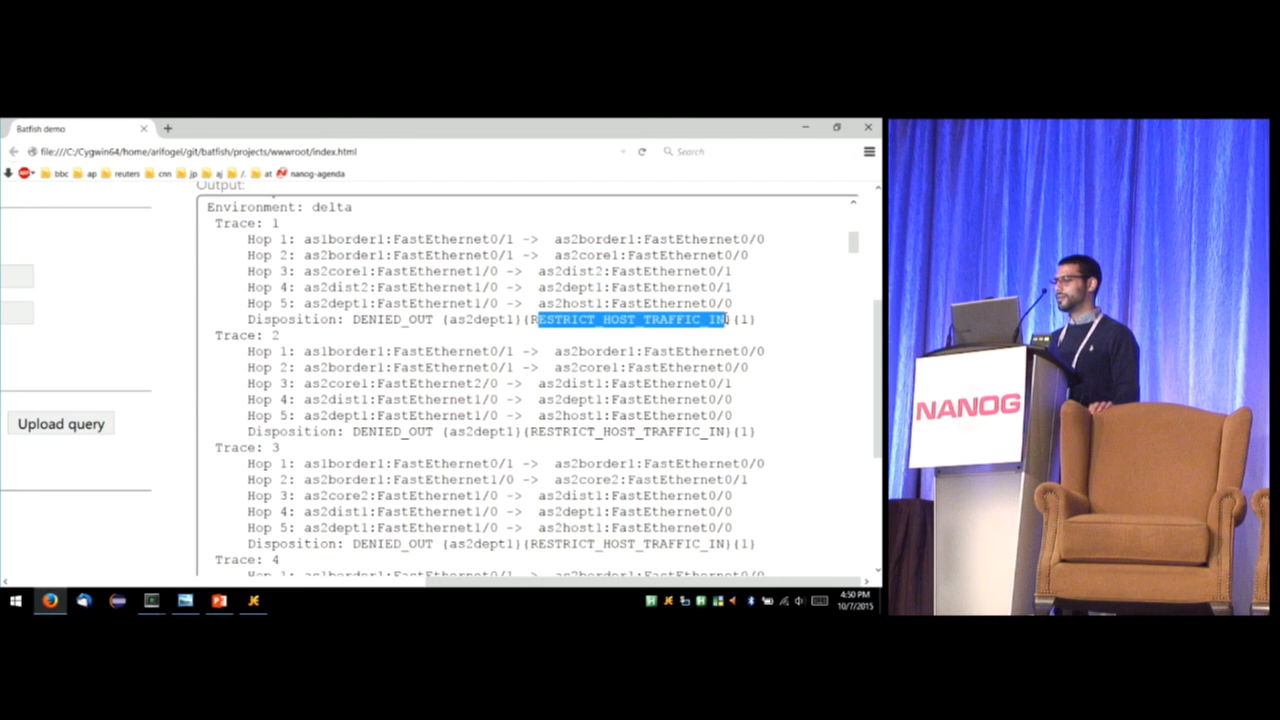 Batfish demo
file:///C:/Cygwin64/home/arifogel/git/batfish/projects/wwwroot/index.html
Search
bbc ap reuters cnn jp aj /. at nanog-agenda
Output:
Environment: delta
Trace: 1
Hop 1: as1border1:FastEthernet0/1 -> as2border1:FastEthernet0/0
Hop 2: as2border1:FastEthernet1/0 -> as2core1:FastEthernet0/0
Hop 3: as2core1:FastEthernet1/0 -> as2dist2:FastEthernet0/1
Hop 4: as2dist2:FastEthernet1/0 -> as2dept1:FastEthernet0/1
Hop 5: as2dept1:FastEthernet1/0 -> as2host1:FastEthernet0/0
Disposition: DENIED_OUT {as2dept1}{RESTRICT_HOST_TRAFFIC_IN}{1}
Trace: 2
Hop 1: as1border1:FastEthernet0/1 -> as2border1:FastEthernet0/0
Hop 2: as2border1:FastEthernet1/0 -> as2core1:FastEthernet0/0
Hop 3: as2core1:FastEthernet2/0 -> as2dist1:FastEthernet0/1
Hop 4: as2dist1:FastEthernet1/0 -> as2dept1:FastEthernet0/0
Hop 5: as2dept1:FastEthernet1/0 -> as2host1:FastEthernet0/0
Disposition: DENIED_OUT {as2dept1}{RESTRICT_HOST_TRAFFIC_IN}{1}
Trace: 3
Hop 1: as1border1:FastEthernet0/1 -> as2border1:FastEthernet0/0
Hop 2: as2border1:FastEthernet1/0 -> as2core2:FastEthernet0/1
Hop 3: as2core2:FastEthernet1/0 -> as2dist1:FastEthernet0/0
Hop 4: as2dist1:FastEthernet1/0 -> as2dept1:FastEthernet0/0
Hop 5: as2dept1:FastEthernet1/0 -> as2host1:FastEthernet0/0
Disposition: DENIED_OUT {as2dept1}{RESTRICT_HOST_TRAFFIC_IN}{1}
Trace: 4
Upload query
4:50 PM
10/7/2015
NANOG